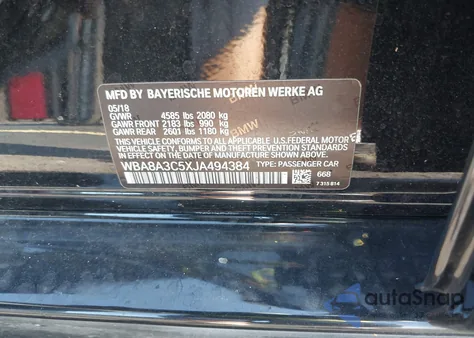 MFD BY BAYERISCHE MOTOREN WERKE AG
05/18
GVWR 4585 lbs 2080 kg
GAWR FRONT 2183 lbs 990 kg
GAWR REAR 2601 lbs 1180 kg
THIS VEHICLE CONFORMS TO ALL APPLICABLE U.S. FEDERAL MOTOR
VEHICLE SAFETY, BUMPER AND THEFT PREVENTION STANDARDS IN
EFFECT ON THE DATE OF MANUFACTURE SHOWN ABOVE.
WBA8A3C5XJA494384 TYPE: PASSENGER CAR
668
7 315 814
BMW
autoSnap